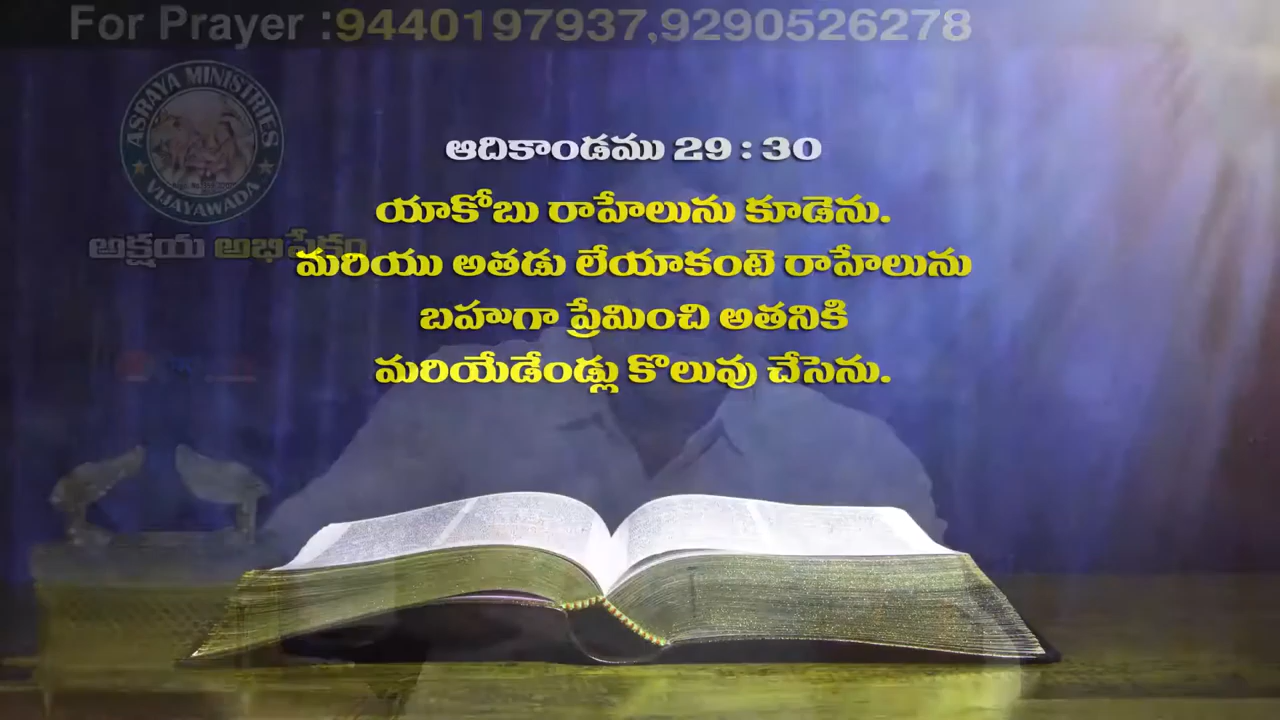 For Prayer :9440197937,9290526278
ASRAYA MINISTRIES
VIJAYAWADA
అక్షయ అభిషేకం
ఆదికాండము 29 : 30
యాకోబు రాహేలును కూడెను.
మరియు అతడు లేయాకంటె రాహేలును
బహుగా ప్రేమించి అతనికి
మరియేడేండ్లు కొలువు చేసెను.